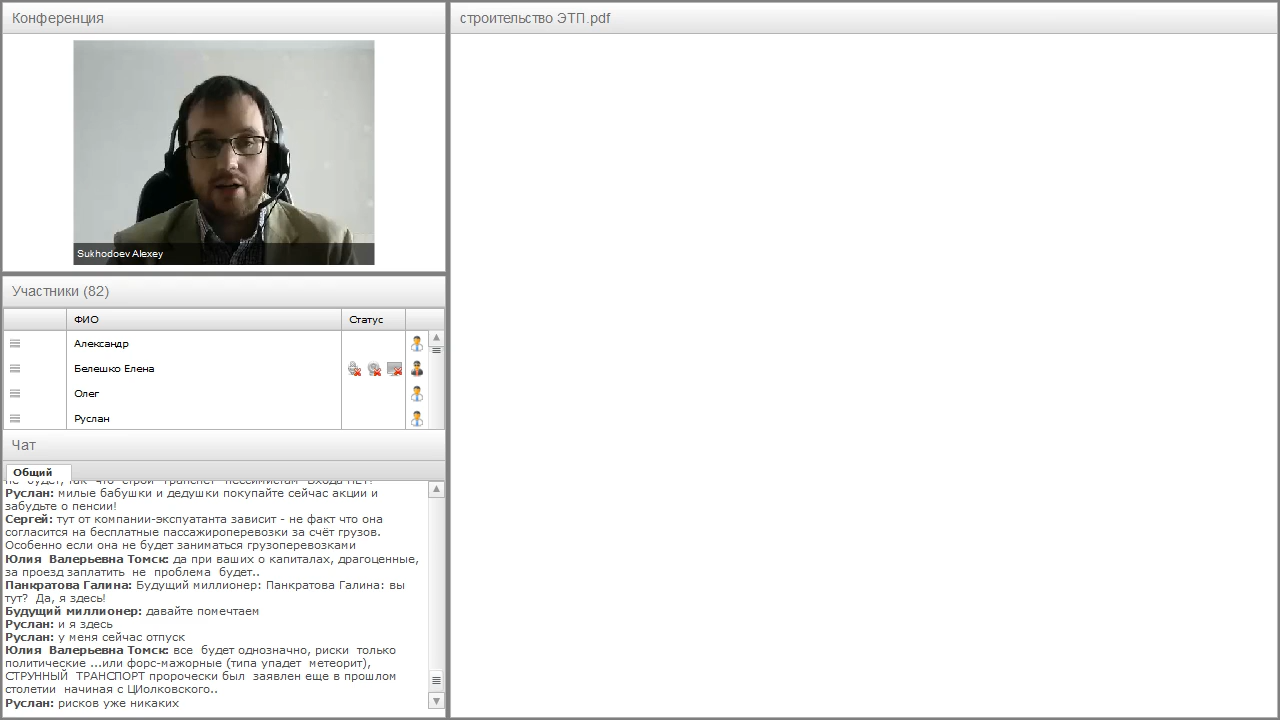 Конференция
Sukhodoev Alexey
Участники (82)
ФИО Статус
Александр
Белешко Елена
Олег
Руслан
Чат
Общий
Руслан: милые бабушки и дедушки покупайте сейчас акции и
забудьте о пенсии!
Сергей: тут от компании-экспуатанта зависит - не факт что она
согласится на бесплатные пассажироперевозки за счёт грузов.
Особенно если она не будет заниматься грузоперевозками
Юлия Валерьевна Томск: да при ваших о капиталах, драгоценные,
за проезд заплатить не проблема будет..
Панкратова Галина: Будущий миллионер: Панкратова Галина: вы
тут? Да, я здесь!
Будущий миллионер: давайте помечтаем
Руслан: и я здесь
Руслан: у меня сейчас отпуск
Юлия Валерьевна Томск: все будет однозначно, риски только
политические ...или форс-мажорные (типа упадет метеорит),
СТРУННЫЙ ТРАНСПОРТ пророчески был заявлен еще в прошлом
столетии начиная с ЦИолковского..
Руслан: рисков уже никаких
строительство ЭТП.pdf